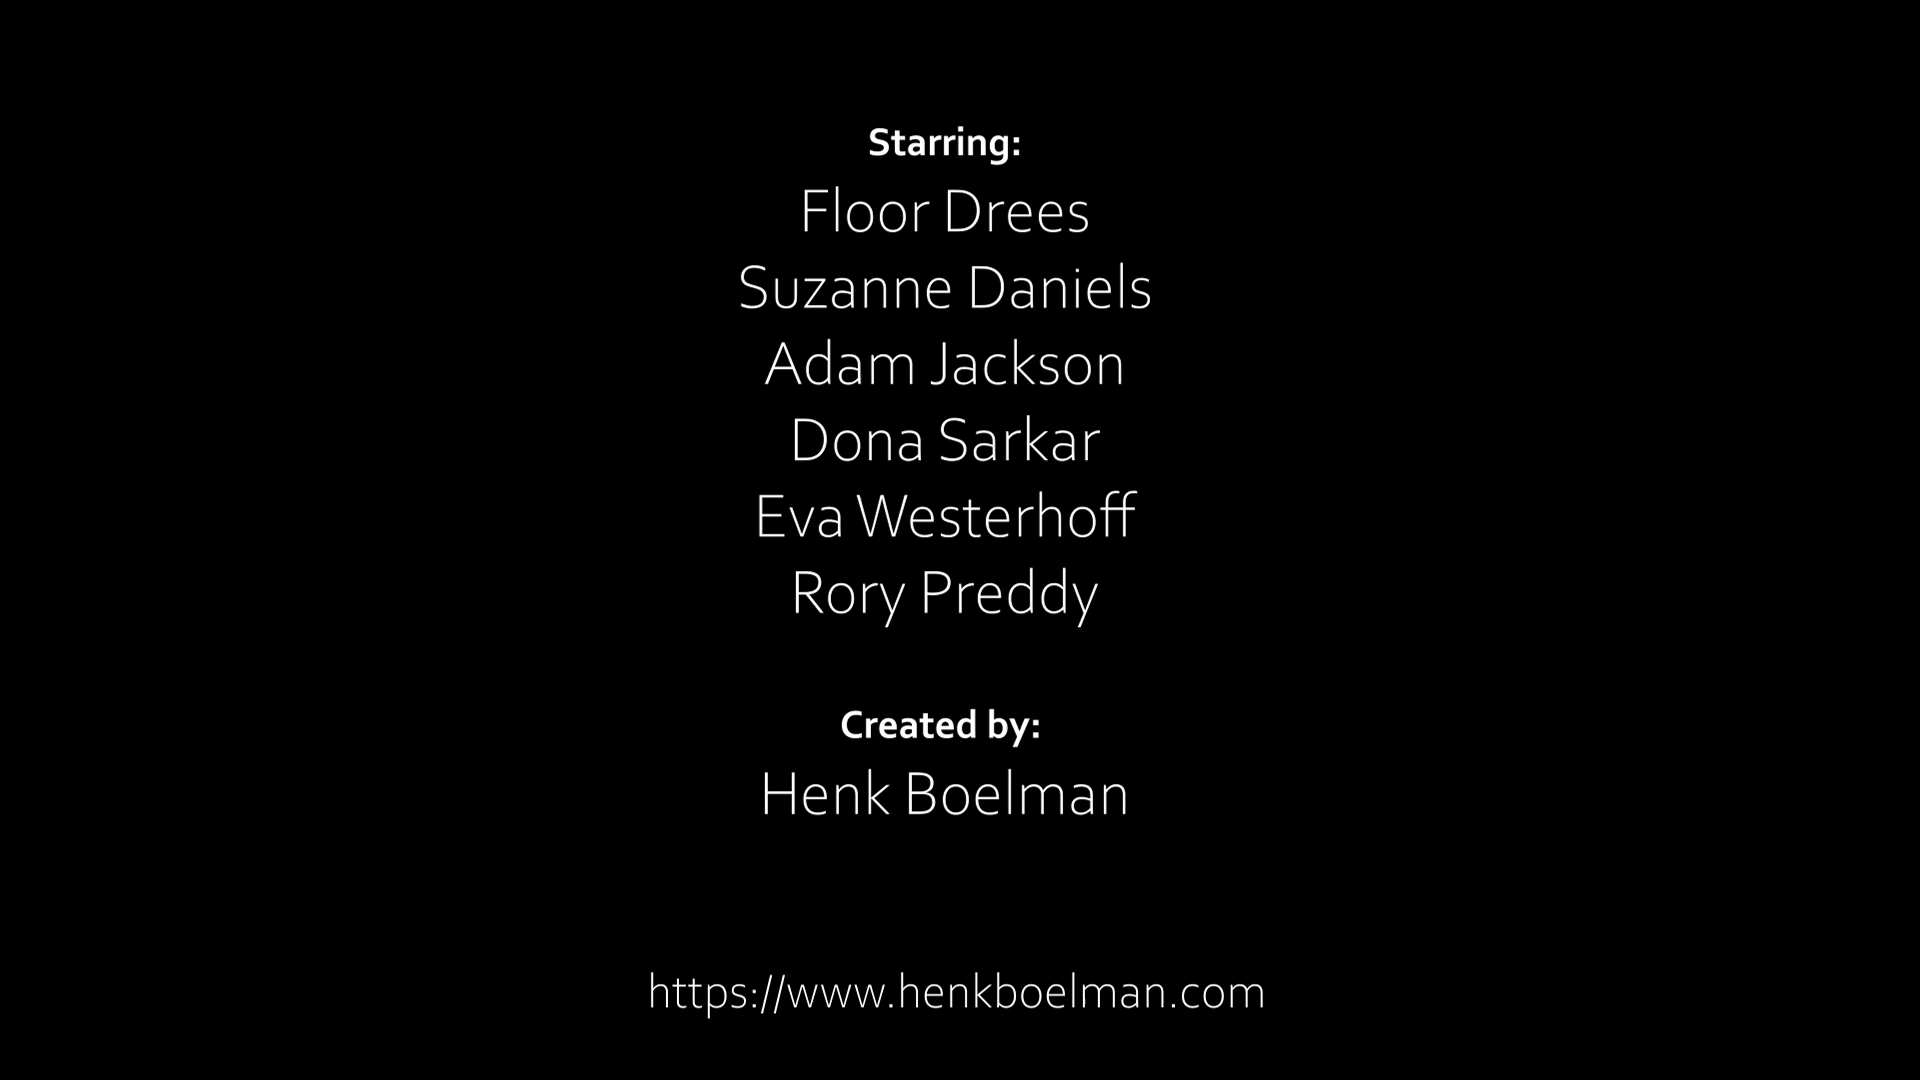 Starring:
Floor Drees
Suzanne Daniels
Adam Jackson
Dona Sarkar
Eva Westerhoff
Rory Preddy
Created by:
Henk Boelman
https://www.henkboelman.com